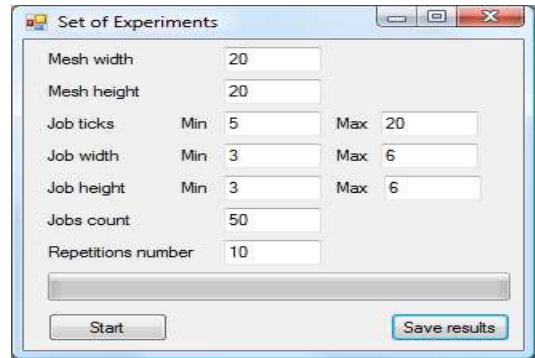 Set of Experiments
Mesh width 20
Mesh height 20
Job ticks Min 5 Max 20
Job width Min 3 Max 6
Job height Min 3 Max 6
Jobs count 50
Repetitions number 10
Start Save results